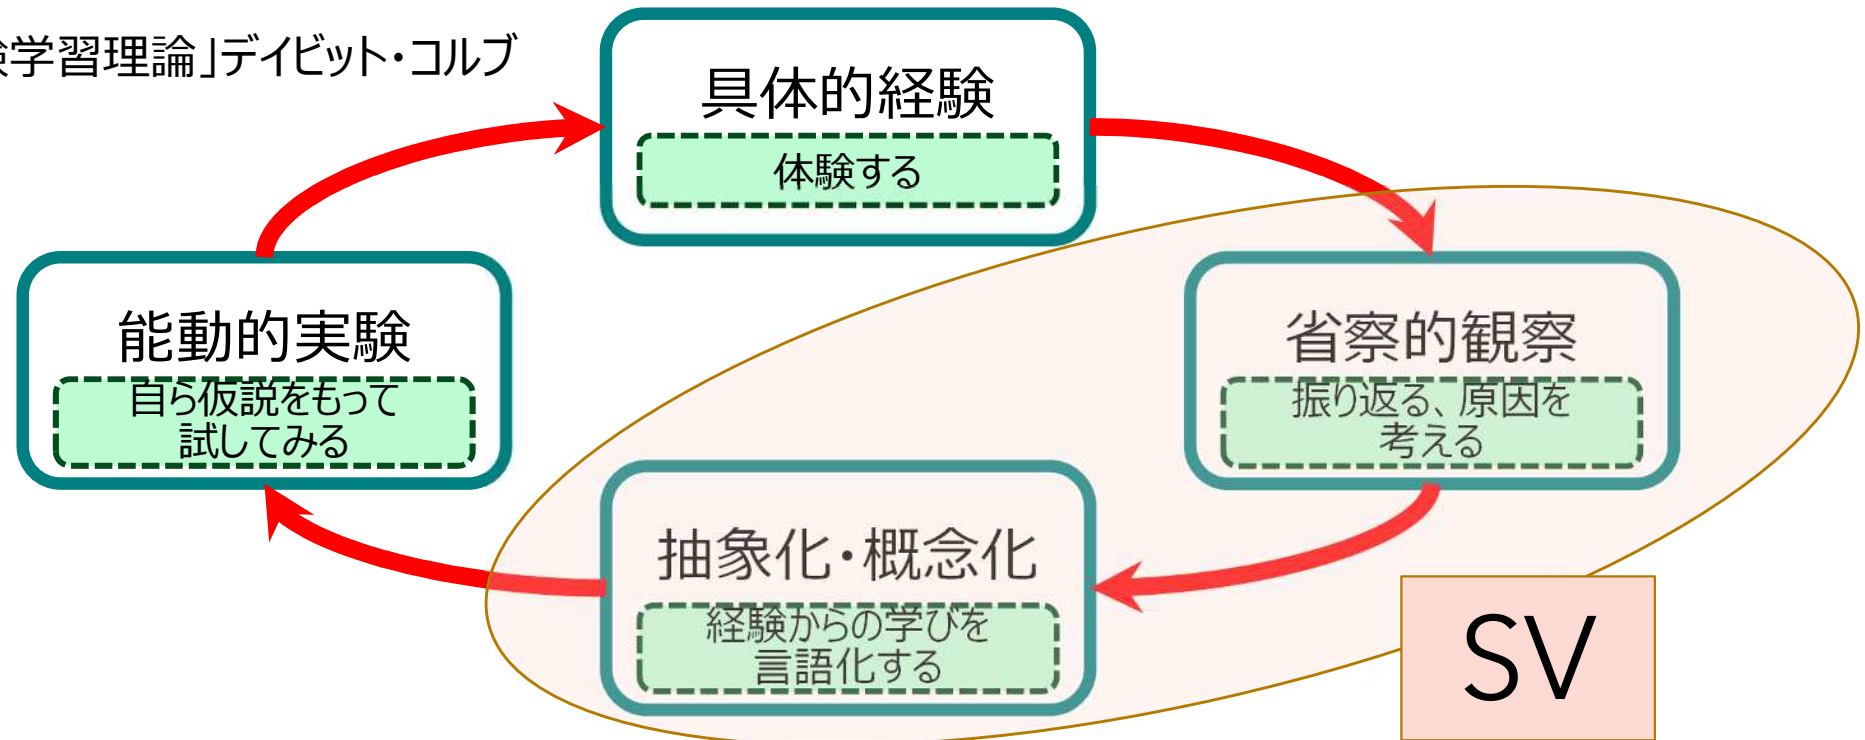 学習理論」デイビット・コルブ
具体的経験
体験する
能動的実験
自ら仮説をもって
試してみる
省察的観察
振り返る、原因を
考える
抽象化・概念化
経験からの学びを
言語化する
SV